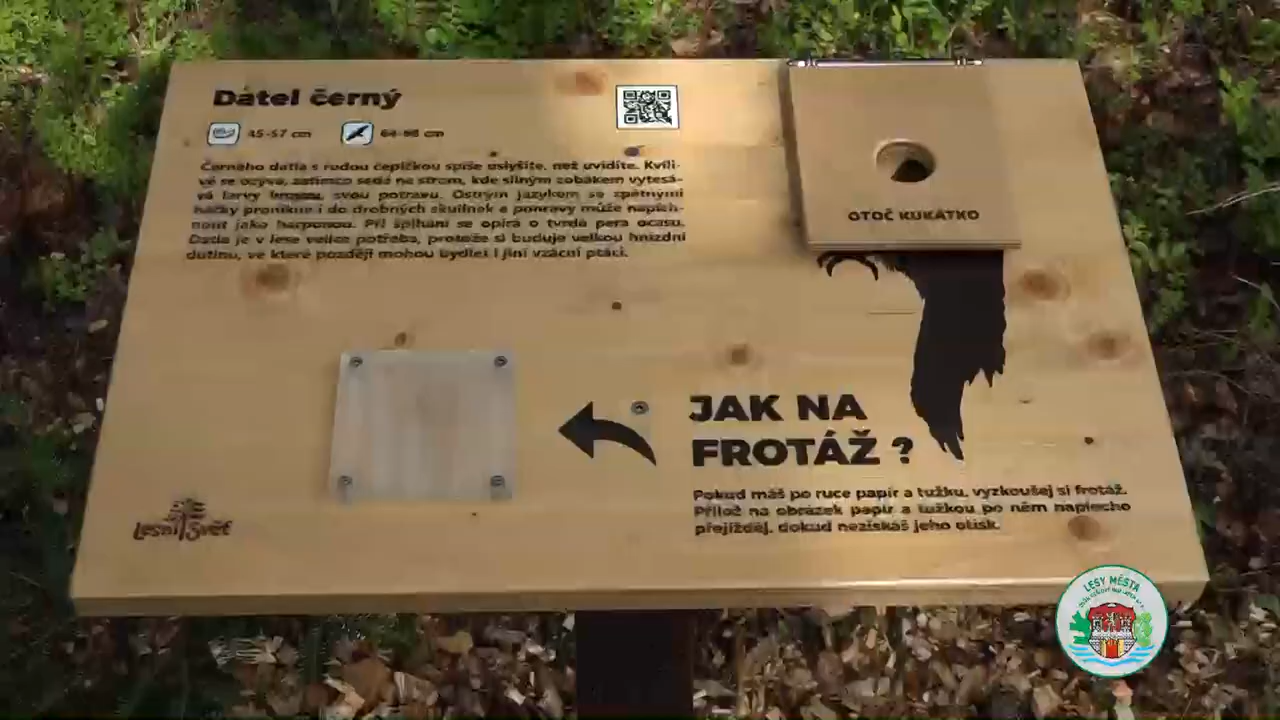 Datel černý
45-57 cm 64-68 cm
Černého datla s rudou čepičkou spíše uslyšíte, než uvidíte. Kvíli-
vě se ozývá, zatímco sedá na strom, kde silným zobákem vytesá-
vá larvy hmyzu, svou potravu. Ostrým jazykem se zpětnými
háčky pronikne i do drobných skulinek a ponravy může napích-
nout jako harpunou. Při šplhání se opírá o tvrdá pera ocasu.
Datla je v lese velice potřeba, protože si buduje velkou hnízdní
dutinu, ve které později mohou bydlet i jiní vzácní ptáci.
OTOČ KUKÁTKO
JAK NA
FROTÁŽ ?
Pokud máš po ruce papír a tužku, vyzkoušej si frotáž.
Přilož na obrázek papír a tužkou po něm naplocho
přejížděj, dokud nezískáš jeho otisk.
Lesní Svět
LESY MĚSTA